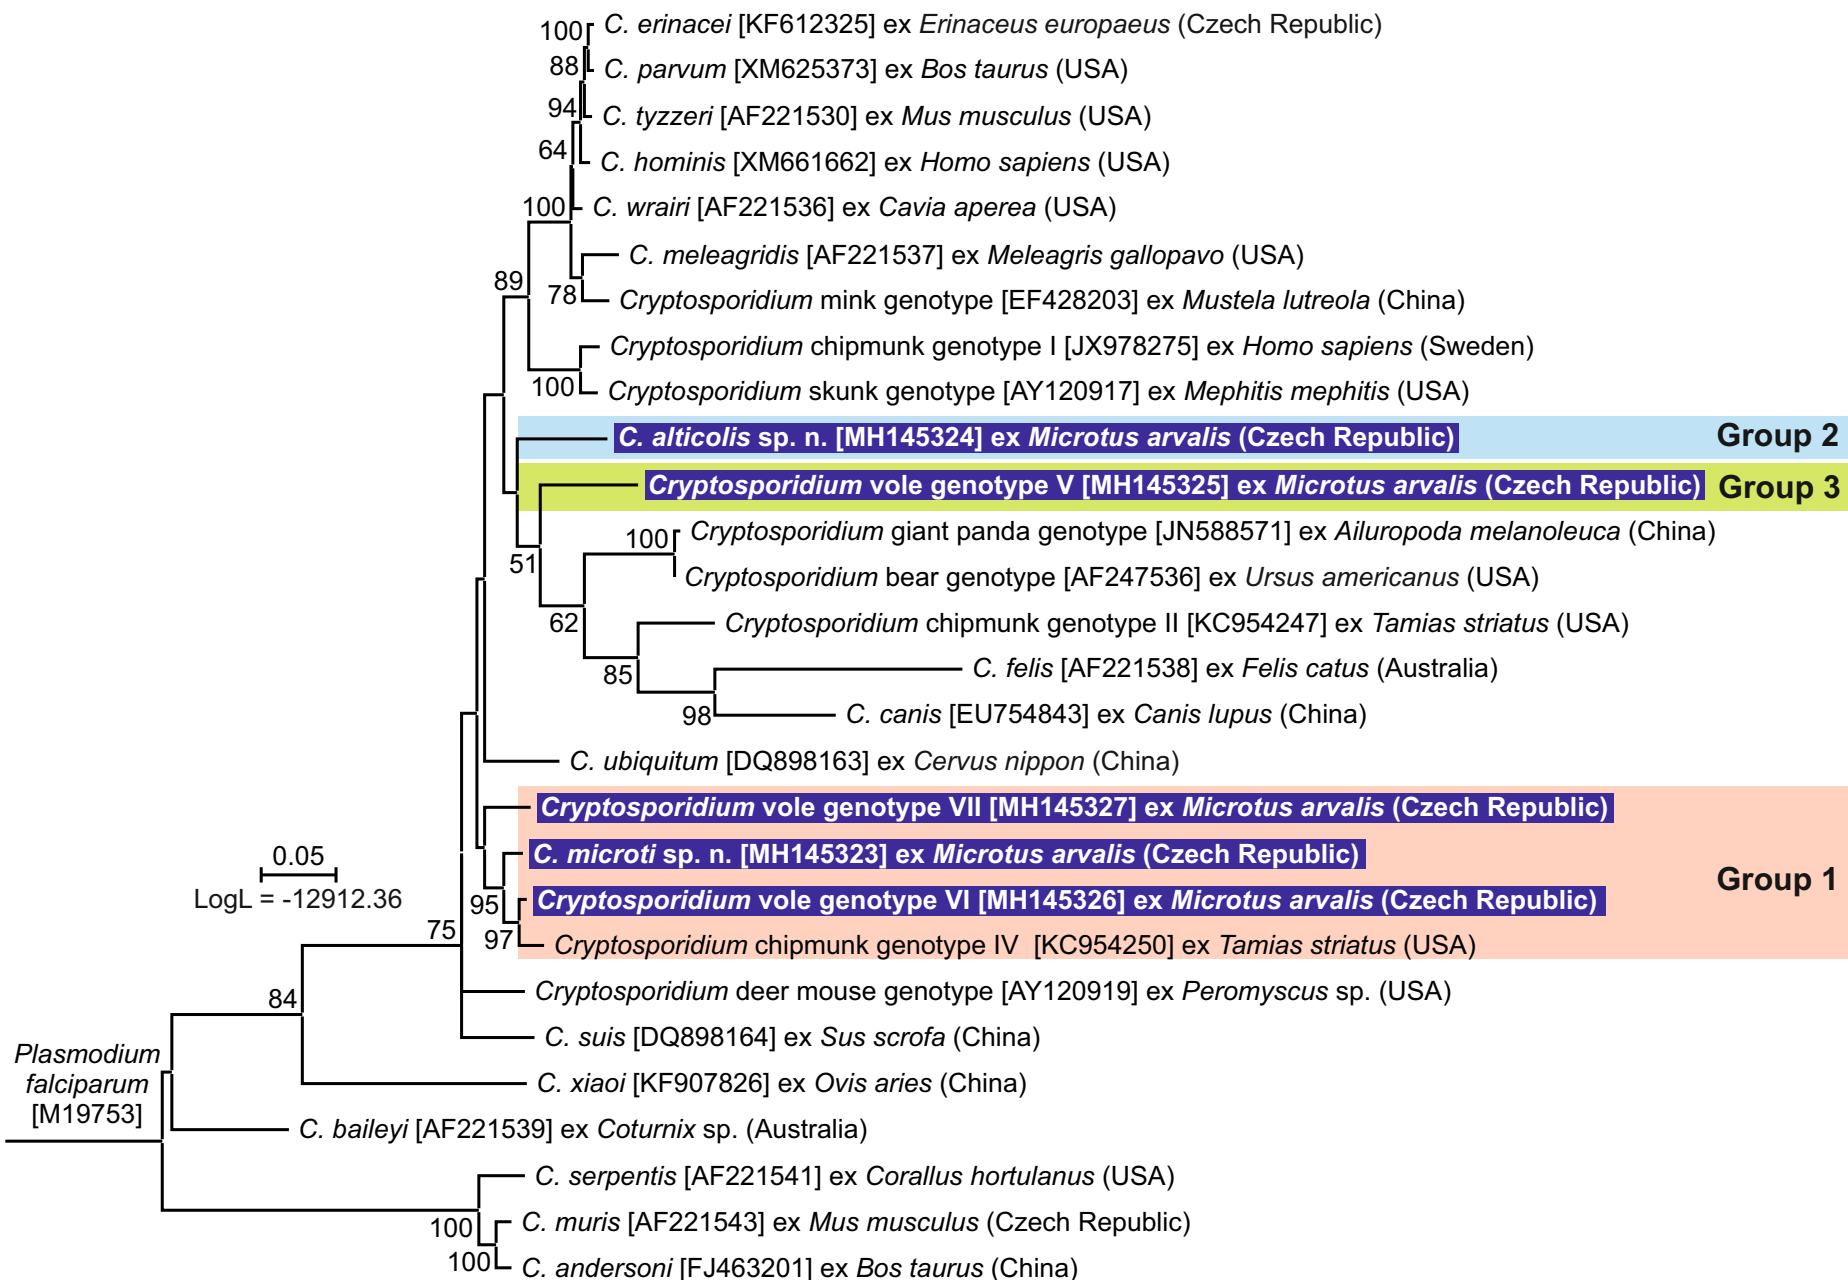 100 C. erinacei [KF612325] ex Erinaceus europaeus (Czech Republic)
88 C. parvum [XM625373] ex Bos taurus (USA)
94 C. tyzzeri [AF221530] ex Mus musculus (USA)
64 C. hominis [XM661662] ex Homo sapiens (USA)
100 C. wrairi [AF221536] ex Cavia aperea (USA)
C. meleagridis [AF221537] ex Meleagris gallopavo (USA)
89
78 Cryptosporidium mink genotype [EF428203] ex Mustela lutreola (China)
Cryptosporidium chipmunk genotype I [JX978275] ex Homo sapiens (Sweden)
100 Cryptosporidium skunk genotype [AY120917] ex Mephitis mephitis (USA)
C. alticolis sp. n. [MH145324] ex Microtus arvalis (Czech Republic) Group 2
Cryptosporidium vole genotype V [MH145325] ex Microtus arvalis (Czech Republic) Group 3
100 Cryptosporidium giant panda genotype [JN588571] ex Ailuropoda melanoleuca (China)
51
Cryptosporidium bear genotype [AF247536] ex Ursus americanus (USA)
62 Cryptosporidium chipmunk genotype II [KC954247] ex Tamias striatus (USA)
85 C. felis [AF221538] ex Felis catus (Australia)
98 C. canis [EU754843] ex Canis lupus (China)
C. ubiquitum [DQ898163] ex Cervus nippon (China)
Cryptosporidium vole genotype VII [MH145327] ex Microtus arvalis (Czech Republic)
0.05 C. microti sp. n. [MH145323] ex Microtus arvalis (Czech Republic)
Group 1
LogL = -12912.36 95 Cryptosporidium vole genotype VI [MH145326] ex Microtus arvalis (Czech Republic)
75
97 Cryptosporidium chipmunk genotype IV [KC954250] ex Tamias striatus (USA)
84 Cryptosporidium deer mouse genotype [AY120919] ex Peromyscus sp. (USA)
C. suis [DQ898164] ex Sus scrofa (China)
Plasmodium
falciparum
[M19753]
C. xiaoi [KF907826] ex Ovis aries (China)
C. baileyi [AF221539] ex Coturnix sp. (Australia)
C. serpentis [AF221541] ex Corallus hortulanus (USA)
100 C. muris [AF221543] ex Mus musculus (Czech Republic)
100 C. andersoni [FJ463201] ex Bos taurus (China)